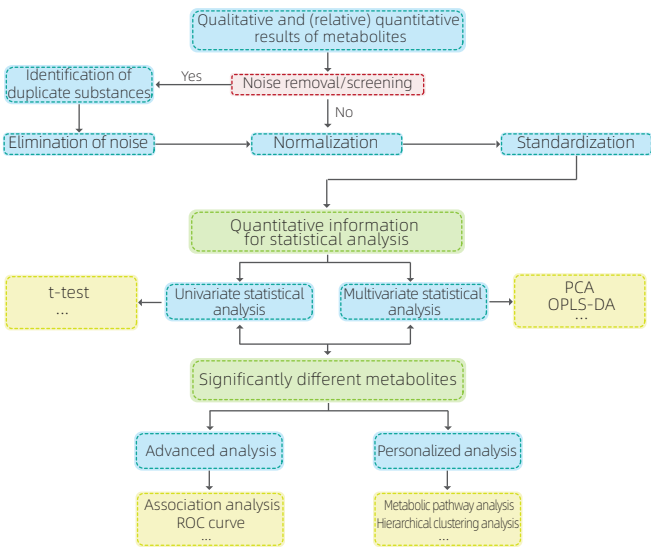 Qualitative and (relative) quantitative
results of metabolites
Identification of
duplicate substances
Yes
Noise removal/screening
No
Elimination of noise
Normalization
Standardization
Quantitative information
for statistical analysis
t-test
...
Univariate statistical
analysis
Multivariate statistical
analysis
PCA
OPLS-DA
...
Significantly different metabolites
Advanced analysis
Personalized analysis
Association analysis
ROC curve
...
Metabolic pathway analysis
Hierarchical clustering analysis
...